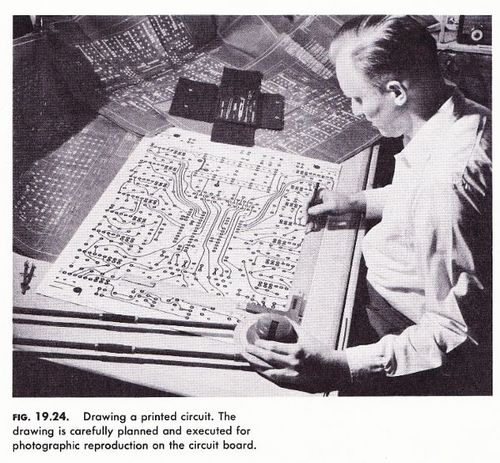 FIG. 19.24. Drawing a printed circuit. The
drawing is carefully planned and executed for
photographic reproduction on the circuit board.